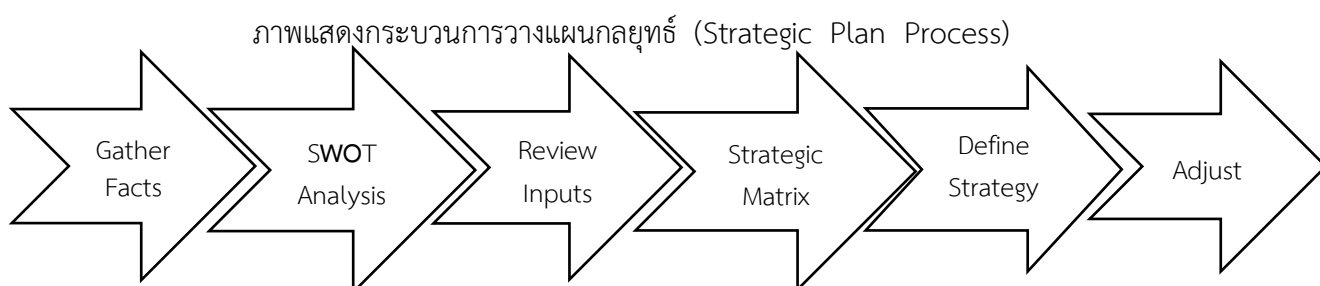 ภาพแสดงกระบวนการวางแผนกลยุทธ์ (Strategic Plan Process)
Gather
Facts
SWOT
Analysis
Review
Inputs
Strategic
Matrix
Define
Strategy
Adjust